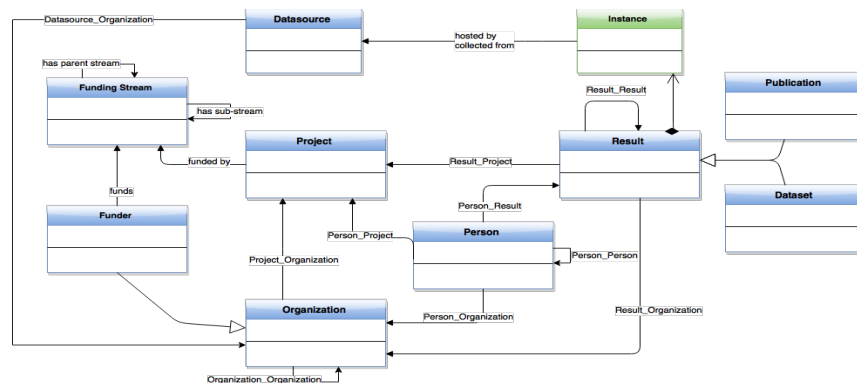 Datasource_Organization
Datasource
Instance
hosted by
collected from
has parent stream
Funding Stream
has sub-stream
Result_Result
Publication
Project
Result
funded by
Result_Project
funds
Dataset
Funder
Person_Result
Person
Person_Project
Person_Person
Project_Organization
Organization
Person_Organization
Result_Organization
Organization_Organization